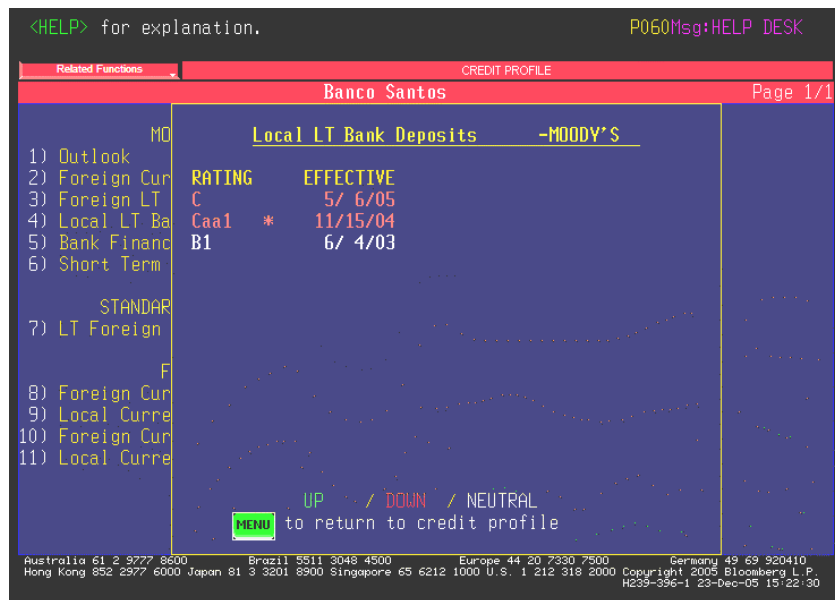 <HELP> for explanation. P060Msg:HELP DESK
Related Functions CREDIT PROFILE
Banco Santos Page 1/1
MO Local LT Bank Deposits -MOODY'S
1) Outlook
2) Foreign Cur RATING EFFECTIVE
3) Foreign LT C 5/ 6/05
4) Local LT Ba Caa1 * 11/15/04
5) Bank Financ B1 6/ 4/03
6) Short Term
STANDAR
7) LT Foreign
F
8) Foreign Cur
9) Local Curre
10) Foreign Cur
11) Local Curre
UP / DOWN / NEUTRAL
MENU to return to credit profile
Australia 61 2 9777 8600 Brazil 5511 3048 4500 Europe 44 20 7330 7500 Germany 49 69 920410
Hong Kong 852 2977 6000 Japan 81 3 3201 8900 Singapore 65 6212 1000 U.S. 1 212 318 2000 Copyright 2005 Bloomberg L.P.
H239-396-1 23-Dec-05 15:22:30